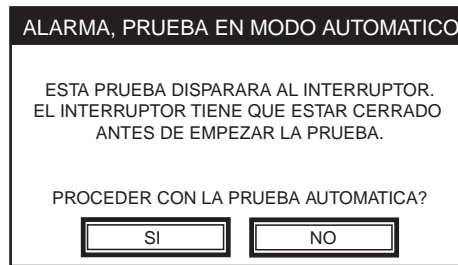 ALARMA, PRUEBA EN MODO AUTOMATICO
ESTA PRUEBA DISPARARA AL INTERRUPTOR.
EL INTERRUPTOR TIENE QUE ESTAR CERRADO
ANTES DE EMPEZAR LA PRUEBA.
PROCEDER CON LA PRUEBA AUTOMATICA?
SI
NO